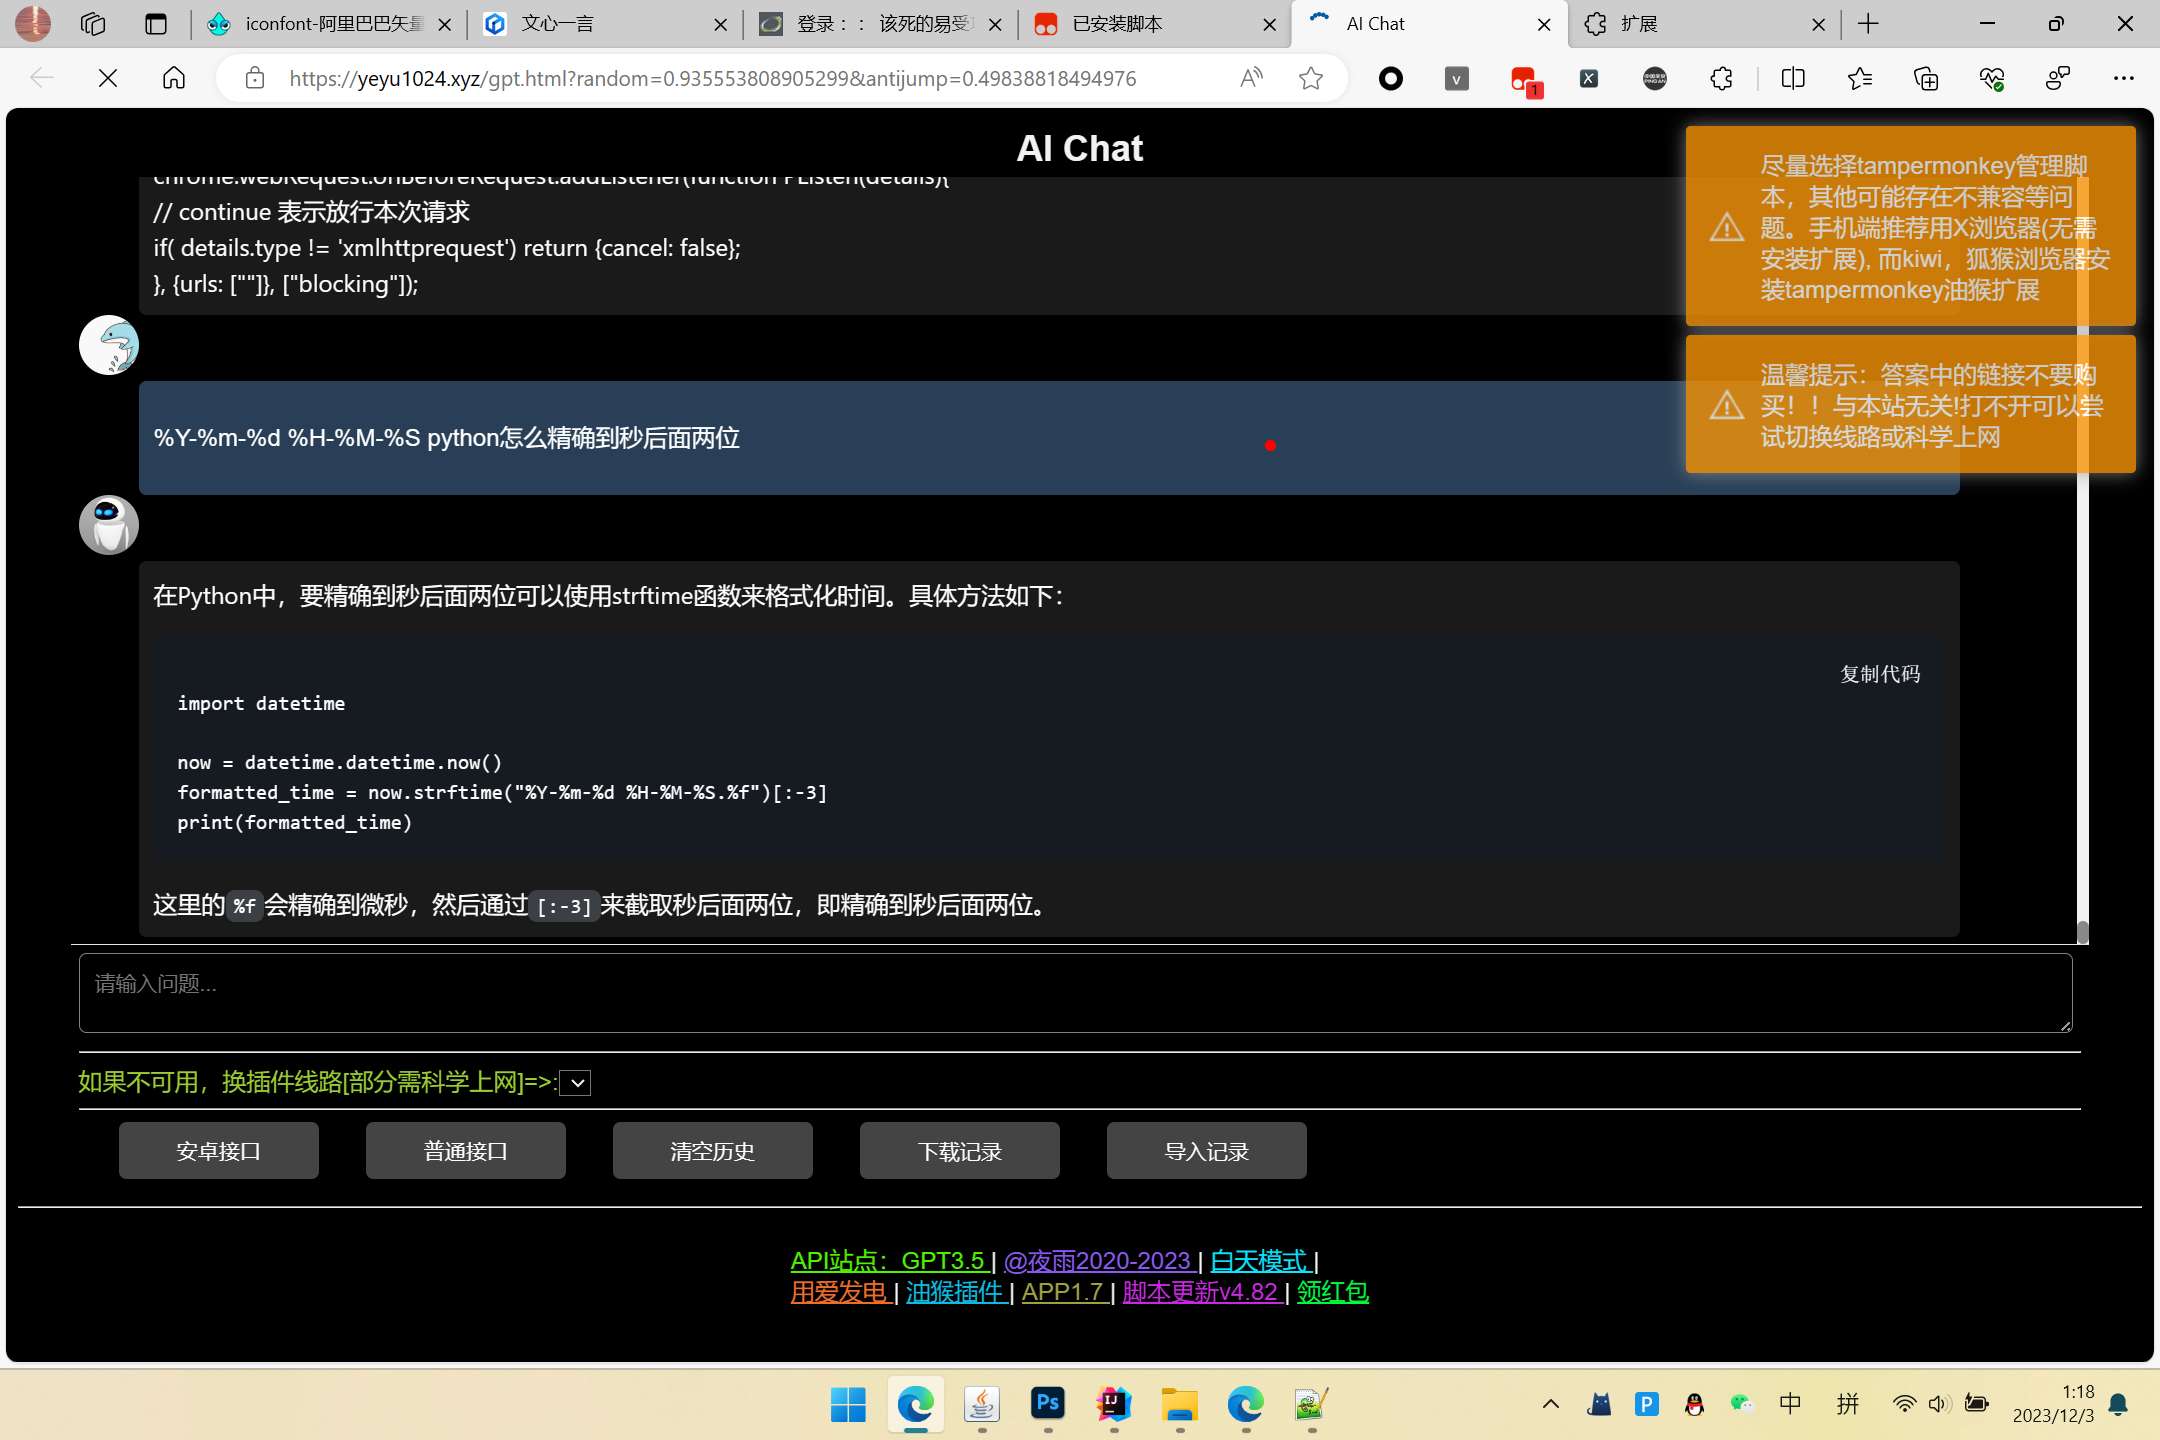 iconfont-阿里巴巴矢量
文心一言
登录：： 该死的易受
已安装脚本
AI Chat
扩展
https://yeyu1024.xyz/gpt.html?random=0.935553808905299&antijump=0.49838818494976
AI Chat
chrome.webRequest.onBeforeRequest.addListener(function PListen(details){
// continue 表示放行本次请求
if( details.type != 'xmlhttprequest') return {cancel: false};
}, {urls: [""]}, ["blocking"]);
尽量选择tampermonkey管理脚
本，其他可能存在不兼容等问
题。手机端推荐用X浏览器(无需
安装扩展), 而kiwi，狐猴浏览器安
装tampermonkey油猴扩展
温馨提示：答案中的链接不要购
买！！与本站无关!打不开可以尝
试切换线路或科学上网
%Y-%m-%d %H-%M-%S python怎么精确到秒后面两位
在Python中，要精确到秒后面两位可以使用strftime函数来格式化时间。具体方法如下：
复制代码
import datetime
now = datetime.datetime.now()
formatted_time = now.strftime("%Y-%m-%d %H-%M-%S.%f")[:-3]
print(formatted_time)
这里的 %f 会精确到微秒，然后通过 [:-3] 来截取秒后面两位，即精确到秒后面两位。
请输入问题...
如果不可用，换插件线路[部分需科学上网]=>:
安卓接口 普通接口 清空历史 下载记录 导入记录
API站点：GPT3.5 | @夜雨2020-2023 | 白天模式 |
用爱发电 | 油猴插件 | APP1.7 | 脚本更新v4.82 | 领红包
中 拼
1:18
2023/12/3